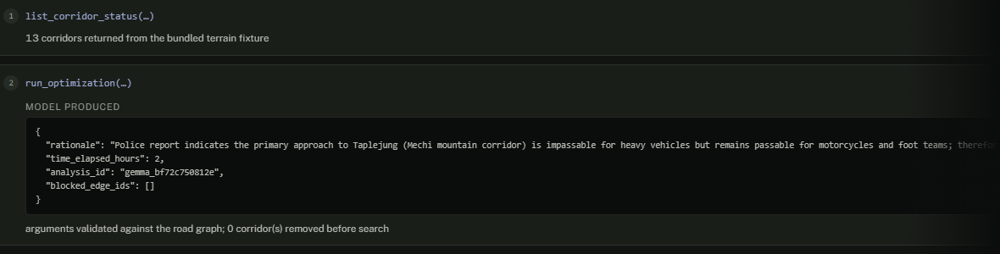 1 list_corridor_status(…)
13 corridors returned from the bundled terrain fixture
2 run_optimization(…)
MODEL PRODUCED
{
"rationale": "Police report indicates the primary approach to Taplejung (Mechi mountain corridor) is impassable for heavy vehicles but remains passable for motorcycles and foot teams; therefor
"time_elapsed_hours": 2,
"analysis_id": "gemma_bf72c750812e",
"blocked_edge_ids": []
}
arguments validated against the road graph; 0 corridor(s) removed before search